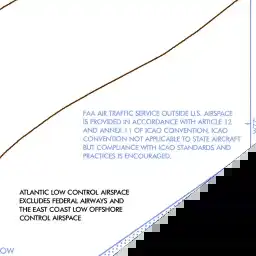 FAA AIR TRAFFIC SERVICE OUTSIDE U.S. AIRSPACE
IS PROVIDED IN ACCORDANCE WITH ARTICLE 12
AND ANNEX 11 OF ICAO CONVENTION. ICAO
CONVENTION NOT APPLICABLE TO STATE AIRCRAFT
BUT COMPLIANCE WITH ICAO STANDARDS AND
PRACTICES IS ENCOURAGED.
ATLANTIC LOW CONTROL AIRSPACE
EXCLUDES FEDERAL AIRWAYS AND
THE EAST COAST LOW OFFSHORE
CONTROL AIRSPACE
OW